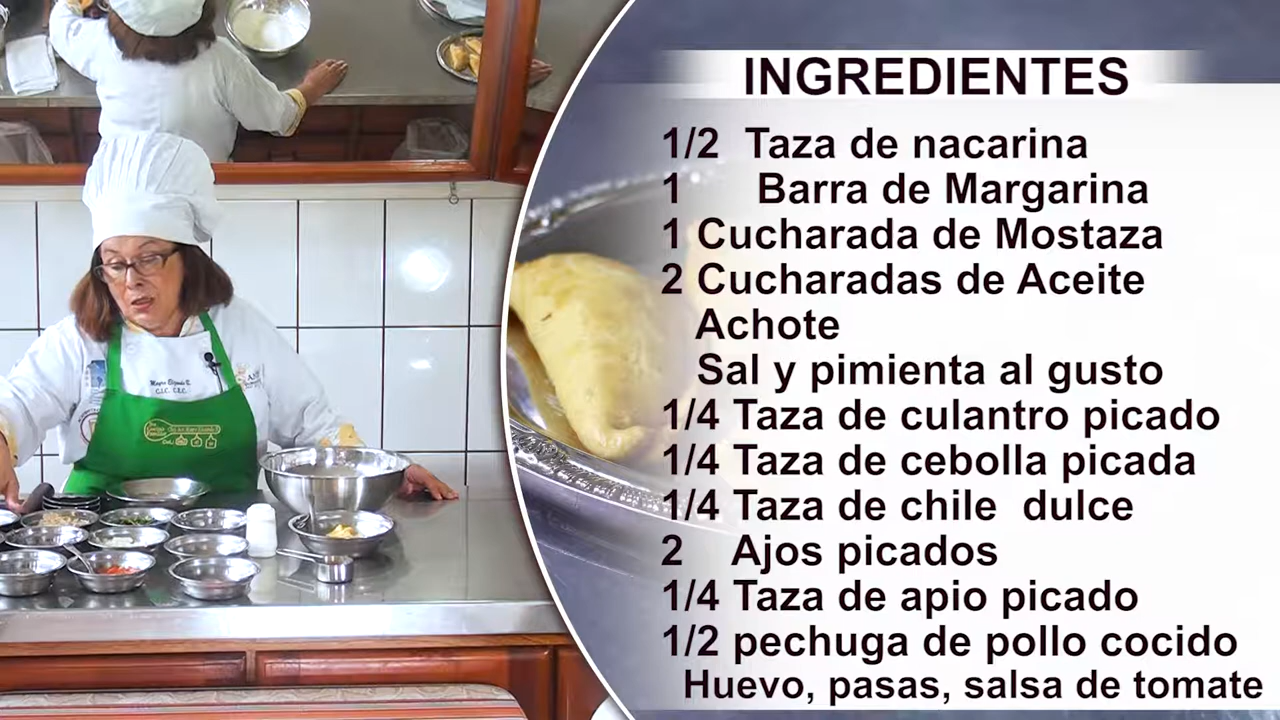 INGREDIENTES
1/2 Taza de nacarina
1 Barra de Margarina
1 Cucharada de Mostaza
2 Cucharadas de Aceite
Achote
Sal y pimienta al gusto
1/4 Taza de culantro picado
1/4 Taza de cebolla picada
1/4 Taza de chile dulce
2 Ajos picados
1/4 Taza de apio picado
1/2 pechuga de pollo cocido
Huevo, pasas, salsa de tomate